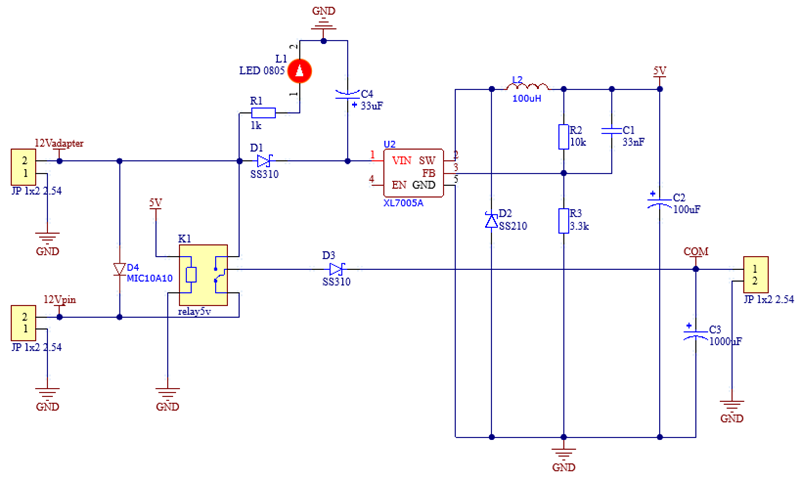 GND
L1
LED 0805
2
1
R1
1k
C4
33uF
L2
100uH
5V
R2
10k
C1
33nF
12Vadapter
2
1
JP 1x2 2.54
GND
D1
SS310
U2
1
VIN
SW
2
FB
3
4
EN
GND
5
XL7005A
5V
K1
relay5v
D4
MIC10A10
D3
SS310
D2
SS210
R3
3.3k
C2
100uF
COM
1
2
JP 1x2 2.54
12Vpin
2
1
JP 1x2 2.54
C3
1000uF
GND
GND
GND
GND